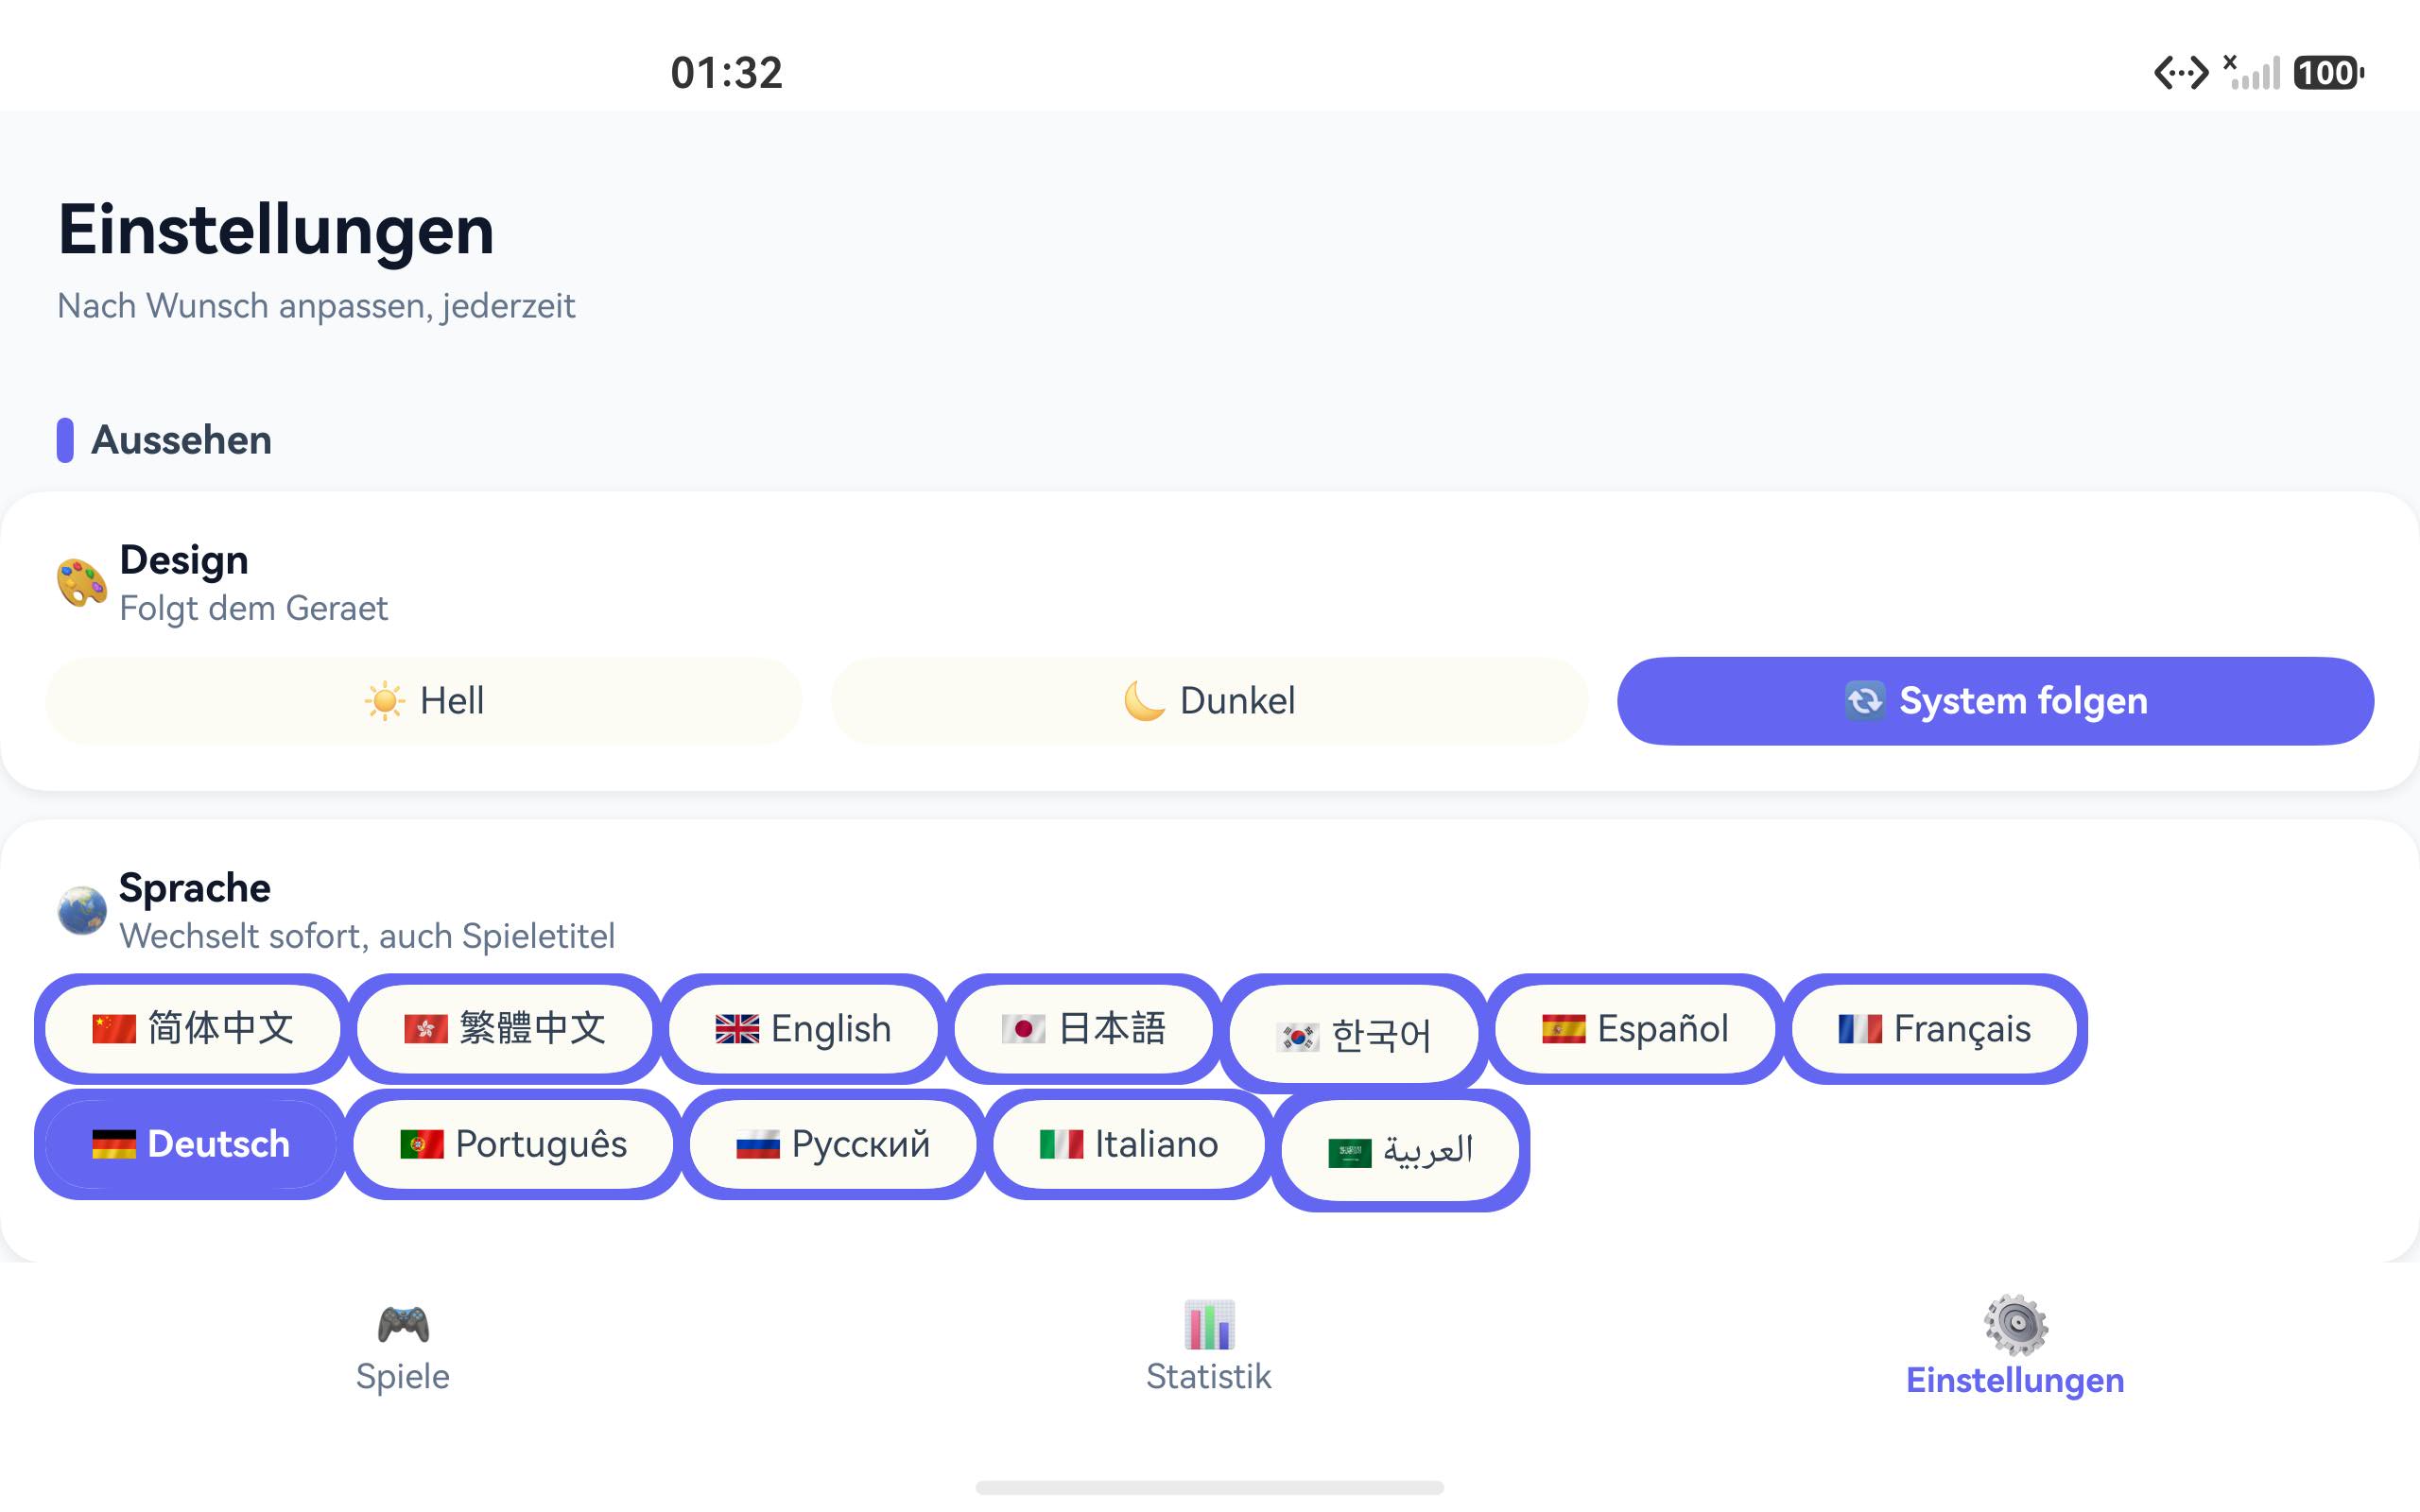 01:32
100
Einstellungen
Nach Wunsch anpassen, jederzeit
Aussehen
Design
Folgt dem Geraet
Hell
Dunkel
System folgen
Sprache
Wechselt sofort, auch Spieletitel
简体中文
繁體中文
English
日本語
한국어
Español
Français
Deutsch
Português
Русский
Italiano
العربية
Spiele
Statistik
Einstellungen